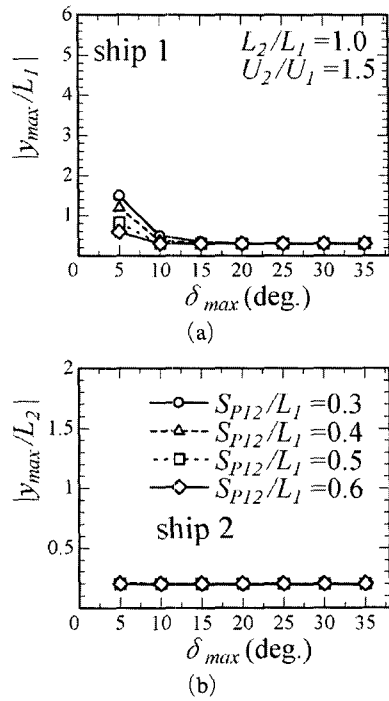 6
ship 1
L2/L1=1.0
5
U2/U1=1.5
4
3
2
1
|ymax/L1|
0 5 10 15 20 25 30 35
δmax (deg.)
(a)
2
SP12/L1=0.3
SP12/L1=0.4
1.5
SP12/L1=0.5
SP12/L1=0.6
1
ship 2
0.5
|ymax/L2|
0 5 10 15 20 25 30 35
δmax (deg.)
(b)